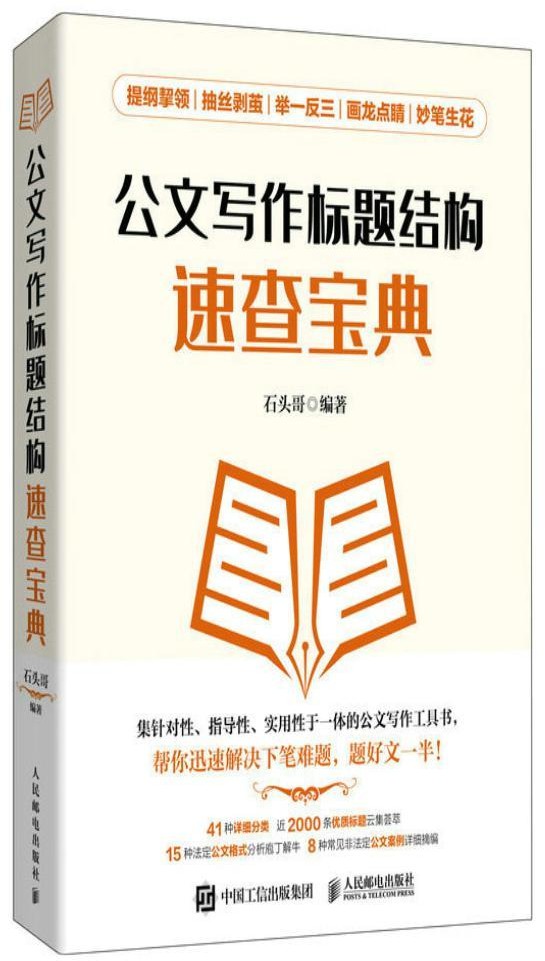 提纲挈领|抽丝剥茧|举一反三|画龙点睛|妙笔生花
公文写作标题结构
速查宝典
石头哥 编著
集针对性、指导性、实用性于一体的公文写作工具书，
帮你迅速解决下笔难题，题好文一半！
41种详细分类 近2000条优质标题云集荟萃
15种法定公文格式分析庖丁解牛 8种常见非法定公文案例详细摘编
中国工信出版集团 人民邮电出版社
POSTS & TELECOM PRESS
公文写作标题结构
速查宝典
石头哥
编著
人民邮电出版社